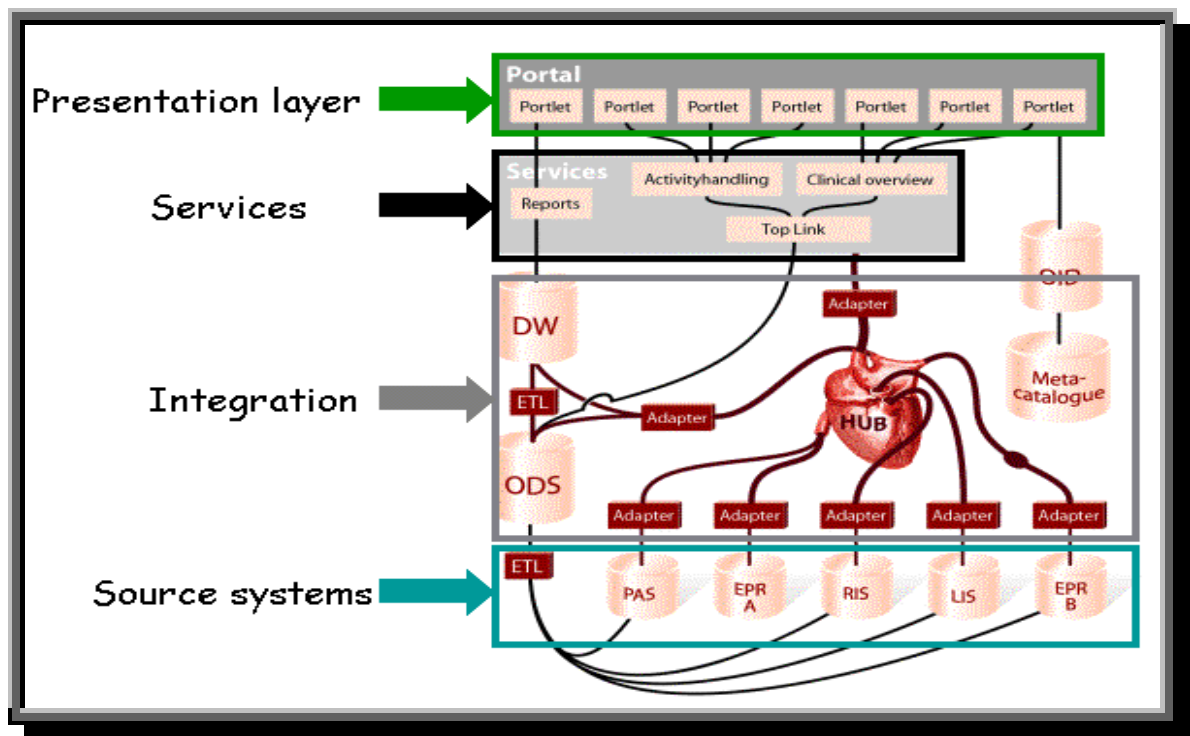 Portal
Presentation layer
Portlet
Portlet
Portlet
Portlet
Portlet
Portlet
Portlet
Services
Services
Activityhandling
Clinical overview
Reports
Top Link
OID
Adapter
DW
Integration
ETL
Adapter
HUB
Meta-
catalogue
ODS
Adapter
Adapter
Adapter
Adapter
Adapter
Source systems
ETL
PAS
EPR
A
RIS
LIS
EPR
B